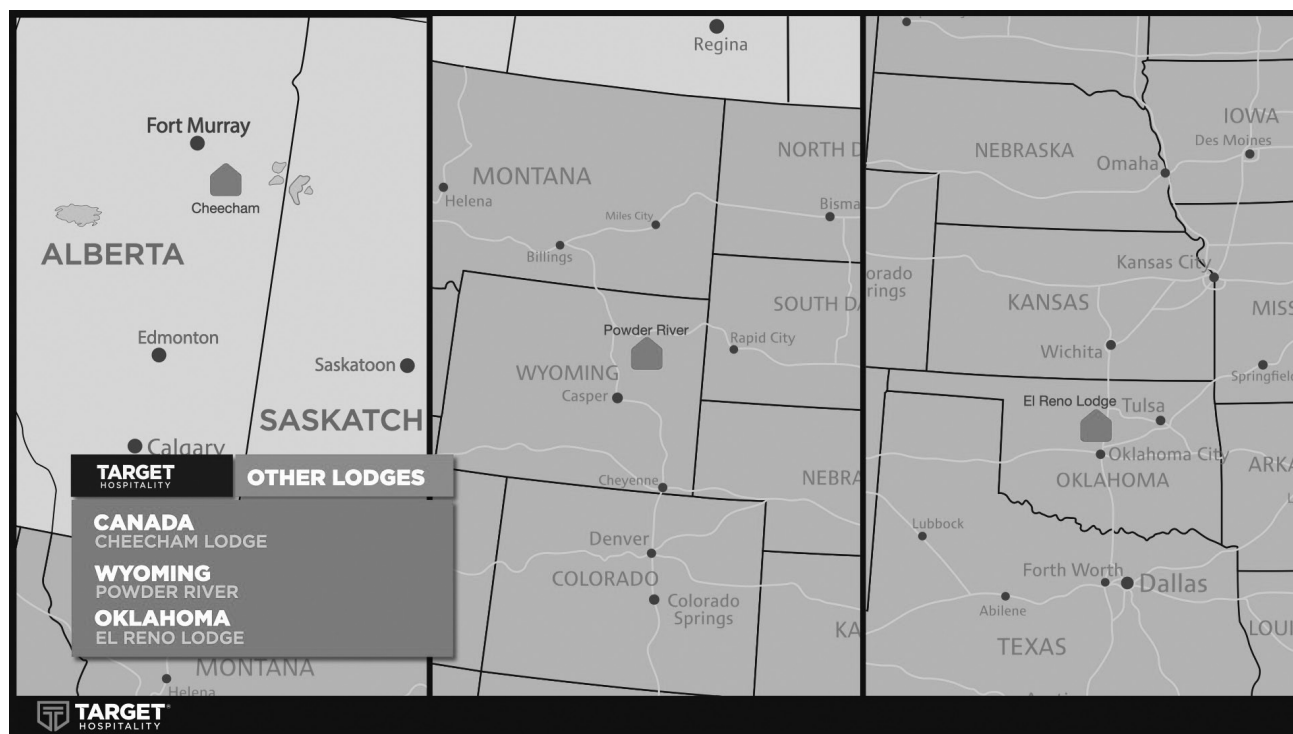 Fort Murray
Cheecham
ALBERTA
Edmonton
Saskatoon
SASKATCH
Calgary
MONTANA
Helena
Regina
MONTANA
NORTH D
Helena
Miles City
Bisma
Billings
SOUTH DA
Powder River
Rapid City
WYOMING
Casper
Cheyenne
NEBRA
Denver
COLORADO
Colorado
Springs
KA
IOWA
Des Moines
NEBRASKA
Omaha
orado
rings
Kansas City
KANSAS
MISS
Wichita
Springfield
El Reno Lodge
Tulsa
Oklahoma City
ARKA
OKLAHOMA
Lubbock
Forth Worth
Dallas
Abilene
TEXAS
LOUI
TARGET
HOSPITALITY
OTHER LODGES
CANADA
CHEECHAM LODGE
WYOMING
POWDER RIVER
OKLAHOMA
EL RENO LODGE
TARGET
HOSPITALITY